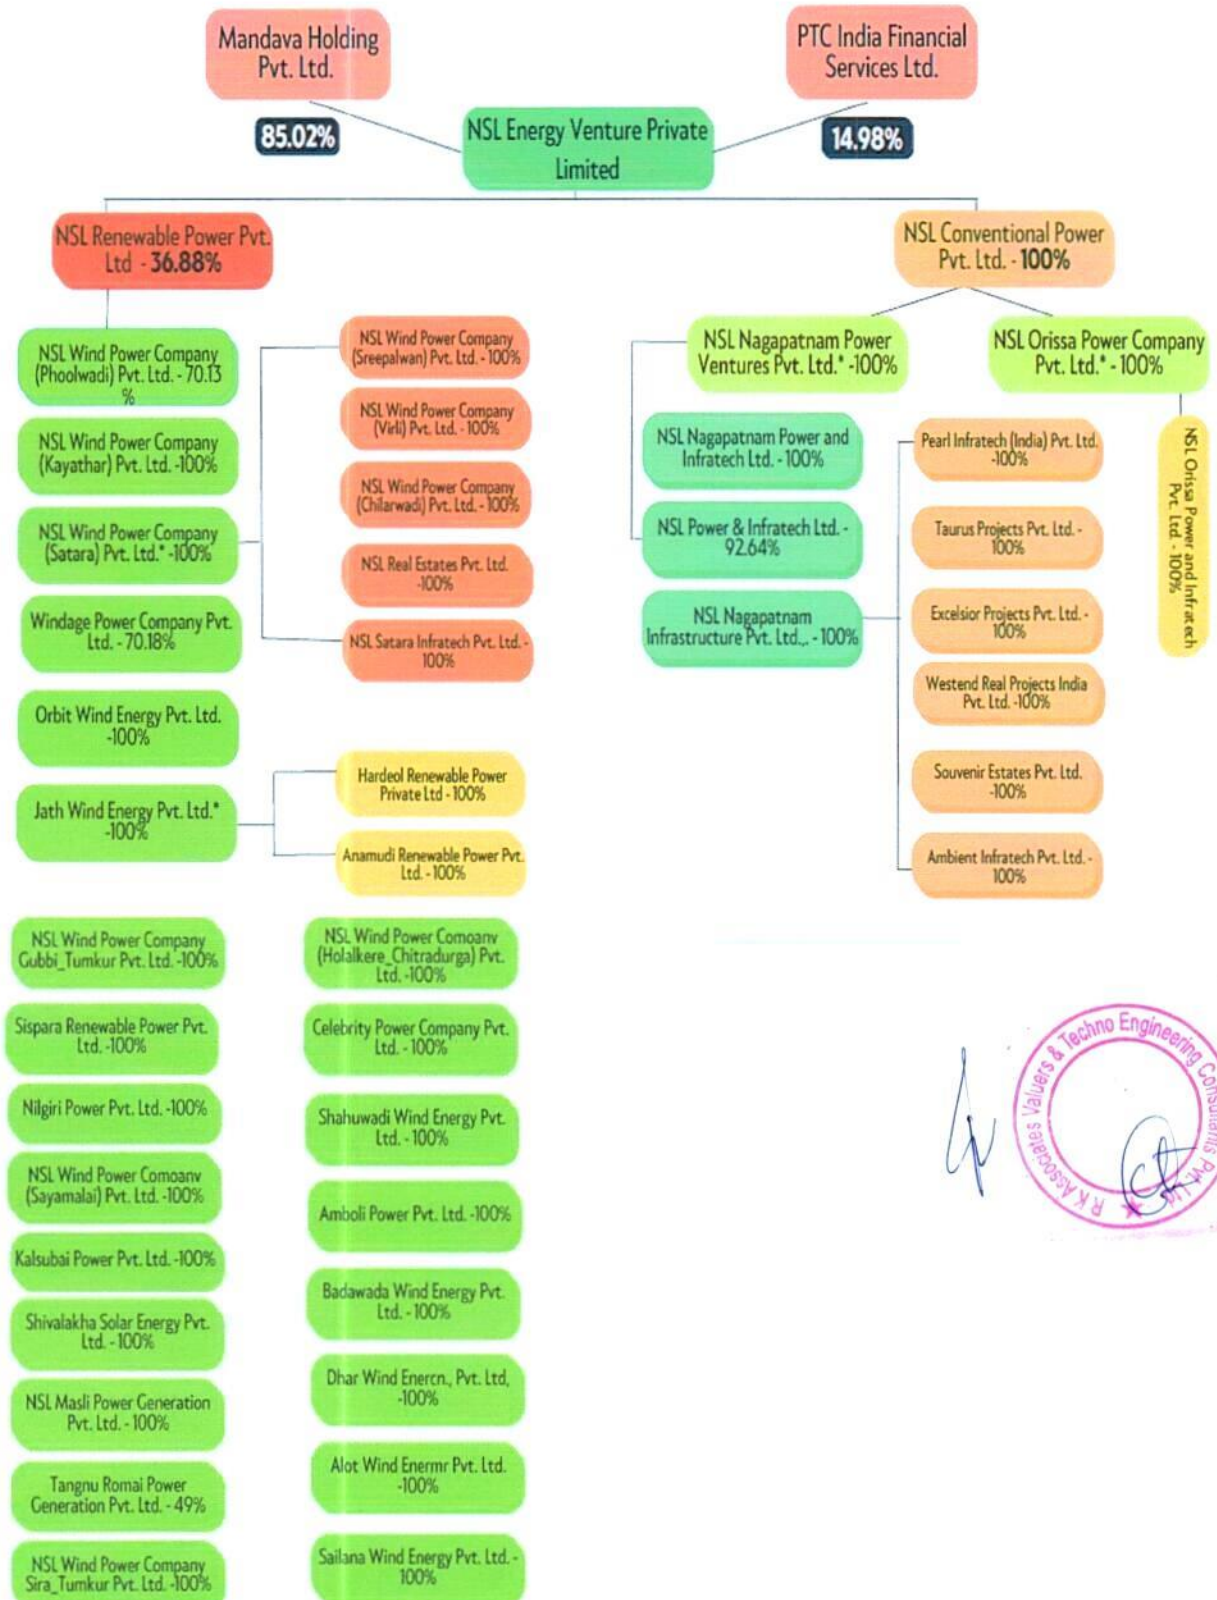 Mandava Holding
Pvt. Ltd.
PTC India Financial
Services Ltd.
85.02%
NSL Energy Venture Private
Limited
14.98%
NSL Renewable Power Pvt.
Ltd - 36.88%
NSL Conventional Power
Pvt. Ltd. - 100%
NSL Wind Power Company
(Phoolwadi) Pvt. Ltd. - 70.13
%
NSL Wind Power Company
(Kayathar) Pvt. Ltd. -100%
NSL Wind Power Company
(Satara) Pvt. Ltd.* -100%
Windage Power Company Pvt.
Ltd. - 70.18%
Orbit Wind Energy Pvt. Ltd.
-100%
Jath Wind Energy Pvt. Ltd.*
-100%
NSL Wind Power Company
(Sreepalwan) Pvt. Ltd. - 100%
NSL Wind Power Company
(Virli) Pvt. Ltd. - 100%
NSL Wind Power Company
(Chilarwadi) Pvt. Ltd. - 100%
NSL Real Estates Pvt. Ltd.
-100%
NSL Satara Infratech Pvt. Ltd. -
100%
Hardeol Renewable Power
Private Ltd - 100%
Anamudi Renewable Power Pvt.
Ltd. - 100%
NSL Nagapatnam Power
Ventures Pvt. Ltd.* -100%
NSL Orissa Power Company
Pvt. Ltd.* - 100%
NSL Nagapatnam Power and
Infratech Ltd. - 100%
NSL Power & Infratech Ltd. -
92.64%
NSL Nagapatnam
Infrastructure Pvt. Ltd.,. - 100%
Pearl Infratech (India) Pvt. Ltd.
-100%
Taurus Projects Pvt. Ltd. -
100%
Excelsior Projects Pvt. Ltd. -
100%
Westend Real Projects India
Pvt. Ltd. -100%
Souvenir Estates Pvt. Ltd.
-100%
Ambient Infratech Pvt. Ltd. -
100%
NSL Orissa Power and Infratech
Pvt. Ltd. - 100%
NSL Wind Power Company
Gubbi_Tumkur Pvt. Ltd. -100%
Sispara Renewable Power Pvt.
Ltd. -100%
Nilgiri Power Pvt. Ltd. -100%
NSL Wind Power Comoanv
(Sayamalai) Pvt. Ltd. -100%
Kalsubai Power Pvt. Ltd. -100%
Shivalakha Solar Energy Pvt.
Ltd. - 100%
NSL Masli Power Generation
Pvt. Ltd. - 100%
Tangnu Romai Power
Generation Pvt. Ltd. - 49%
NSL Wind Power Company
Sira_Tumkur Pvt. Ltd. -100%
NSL Wind Power Comoanv
(Holalkere_Chitradurga) Pvt.
Ltd. -100%
Celebrity Power Company Pvt.
Ltd. - 100%
Shahuwadi Wind Energy Pvt.
Ltd. - 100%
Amboli Power Pvt. Ltd. -100%
Badawada Wind Energy Pvt.
Ltd. - 100%
Dhar Wind Enercn., Pvt. Ltd,
-100%
Alot Wind Enermr Pvt. Ltd.
-100%
Sailana Wind Energy Pvt. Ltd. -
100%
R K Associates Valuers & Techno Engineering Consultants Pvt. Ltd.